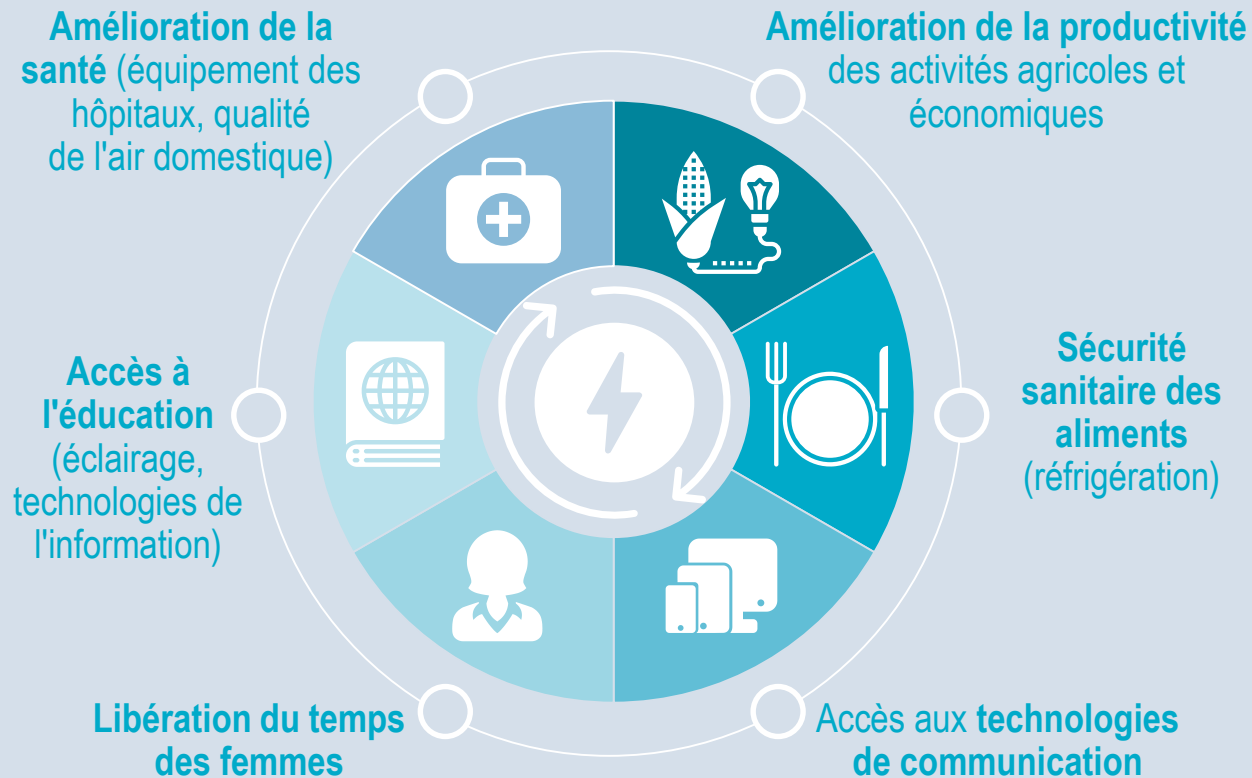 Amélioration de la
santé (équipement des
hôpitaux, qualité
de l'air domestique)
Amélioration de la productivité
des activités agricoles et
économiques
Accès à
l'éducation
(éclairage,
technologies de
l'information)
Sécurité
sanitaire des
aliments
(réfrigération)
Libération du temps
des femmes
Accès aux technologies
de communication